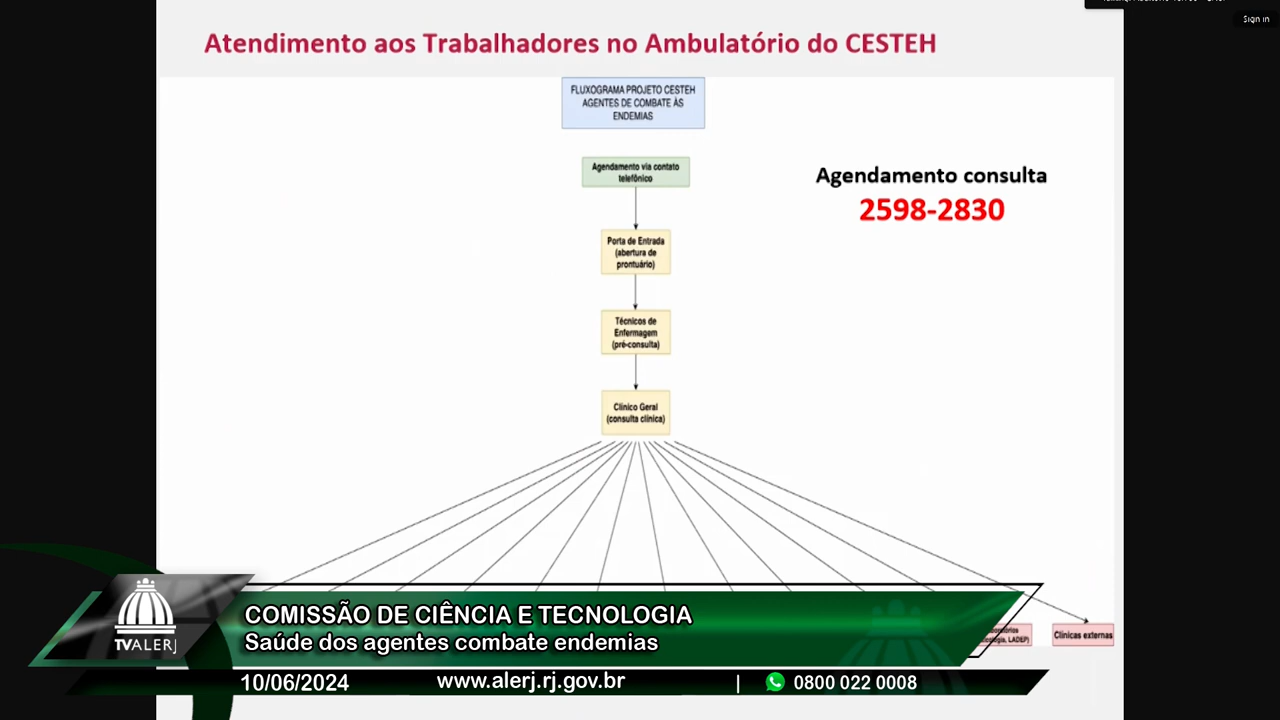 Sign in
Atendimento aos Trabalhadores no Ambulatório do CESTEH
FLUXOGRAMA PROJETO CESTEH
AGENTES DE COMBATE ÀS
ENDEMIAS
Agendamento via contato
telefônico
Agendamento consulta
2598-2830
Porta de Entrada
(abertura de
prontuário)
Técnicos de
Enfermagem
(pré-consulta)
Clínico Geral
(consulta clínica)
LADEP)
Clínicas externas
COMISSÃO DE CIÊNCIA E TECNOLOGIA
Saúde dos agentes combate endemias
TVALERJ
10/06/2024
www.alerj.rj.gov.br
|
0800 022 0008